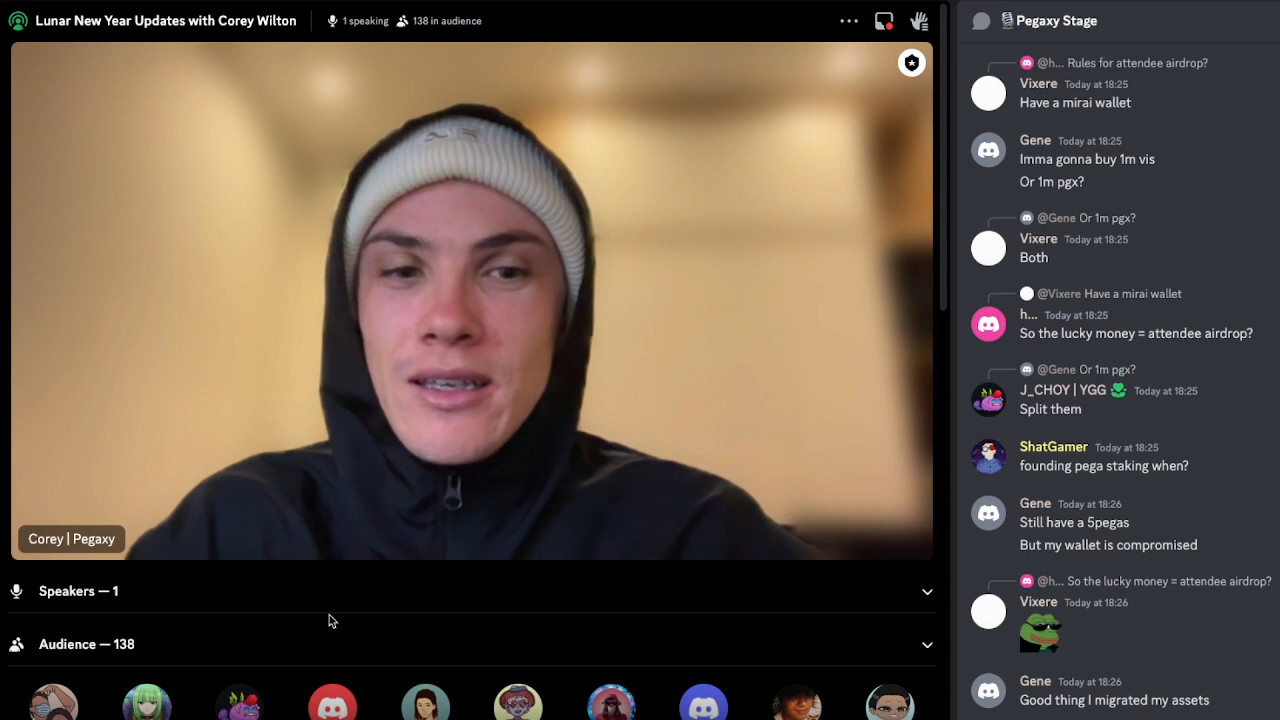 Lunar New Year Updates with Corey Wilton
1 speaking
138 in audience
Corey | Pegaxy
Speakers — 1
Audience — 138
Pegaxy Stage
@h... Rules for attendee airdrop?
Vixere Today at 18:25
Have a mirai wallet
Gene Today at 18:25
Imma gonna buy 1m vis
Or 1m pgx?
@Gene Or 1m pgx?
Vixere Today at 18:25
Both
@Vixere Have a mirai wallet
h... Today at 18:25
So the lucky money = attendee airdrop?
@Gene Or 1m pgx?
J_CHOY | YGG Today at 18:25
Split them
ShatGamer Today at 18:25
founding pega staking when?
Gene Today at 18:26
Still have a 5pegas
But my wallet is compromised
@h... So the lucky money = attendee airdrop?
Vixere Today at 18:26
Gene Today at 18:26
Good thing I migrated my assets